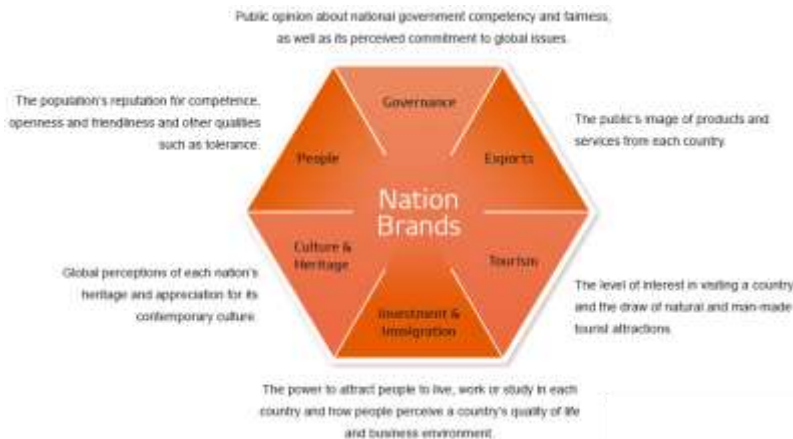 Public opinion about national government competency and fairness,
as well as its perceived commitment to global issues.
Governance
The population's reputation for competence,
openness and friendliness and other qualities
such as tolerance.
People
The public's image of products and
services from each country.
Exports
Nation
Brands
Culture &
Heritage
Global perceptions of each nation's
heritage and appreciation for its
contemporary culture.
Tourism
The level of interest in visiting a country
and the draw of natural and man-made
tourist attractions.
Investment &
Immigration
The power to attract people to live, work or study in each
country and how people perceive a country's quality of life
and business environment.